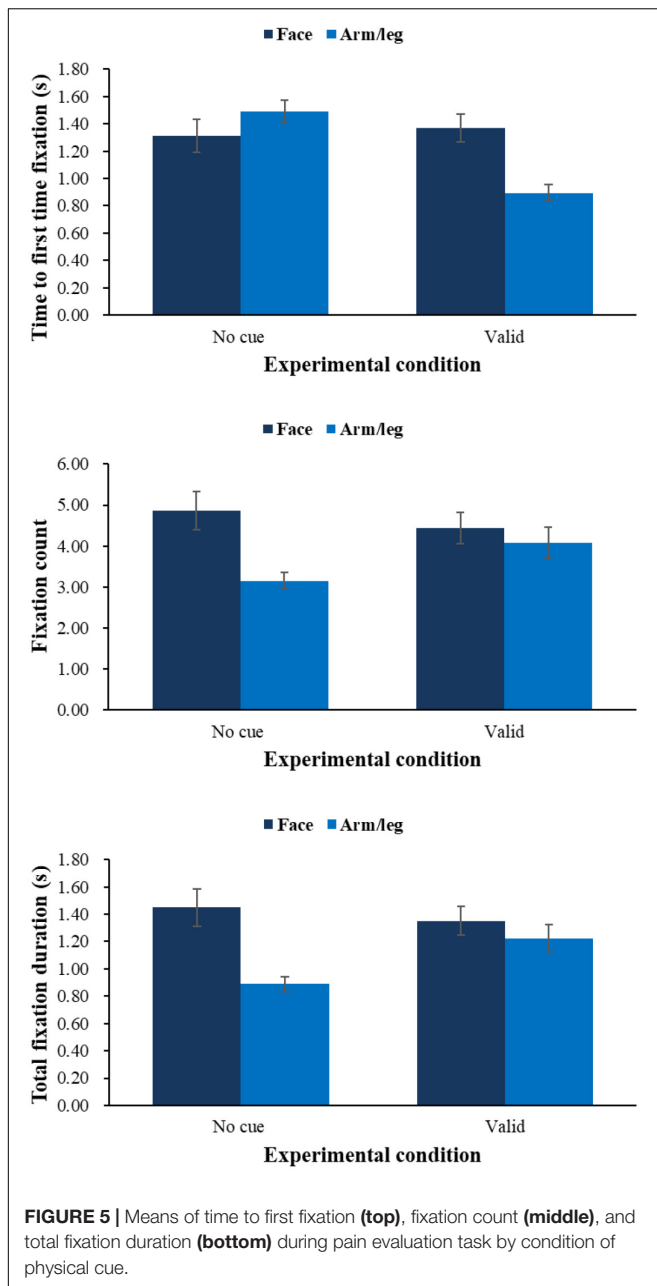 Face Arm/leg
Time to first time fixation (s)
1.80
1.60
1.40
1.20
1.00
0.80
0.60
0.40
0.20
0.00
No cue Valid
Experimental condition
Face Arm/leg
Fixation count
6.00
5.00
4.00
3.00
2.00
1.00
0.00
No cue Valid
Experimental condition
Face Arm/leg
Total fixation duration (s)
1.80
1.60
1.40
1.20
1.00
0.80
0.60
0.40
0.20
0.00
No cue Valid
Experimental condition
FIGURE 5 | Means of time to first fixation (top), fixation count (middle), and
total fixation duration (bottom) during pain evaluation task by condition of
physical cue.